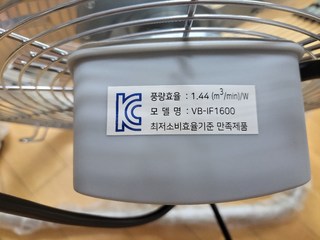 KC
풍량효율 : 1.44 (m³/min)/W
모 델 명 : VB-IF1600
최저소비효율기준 만족제품